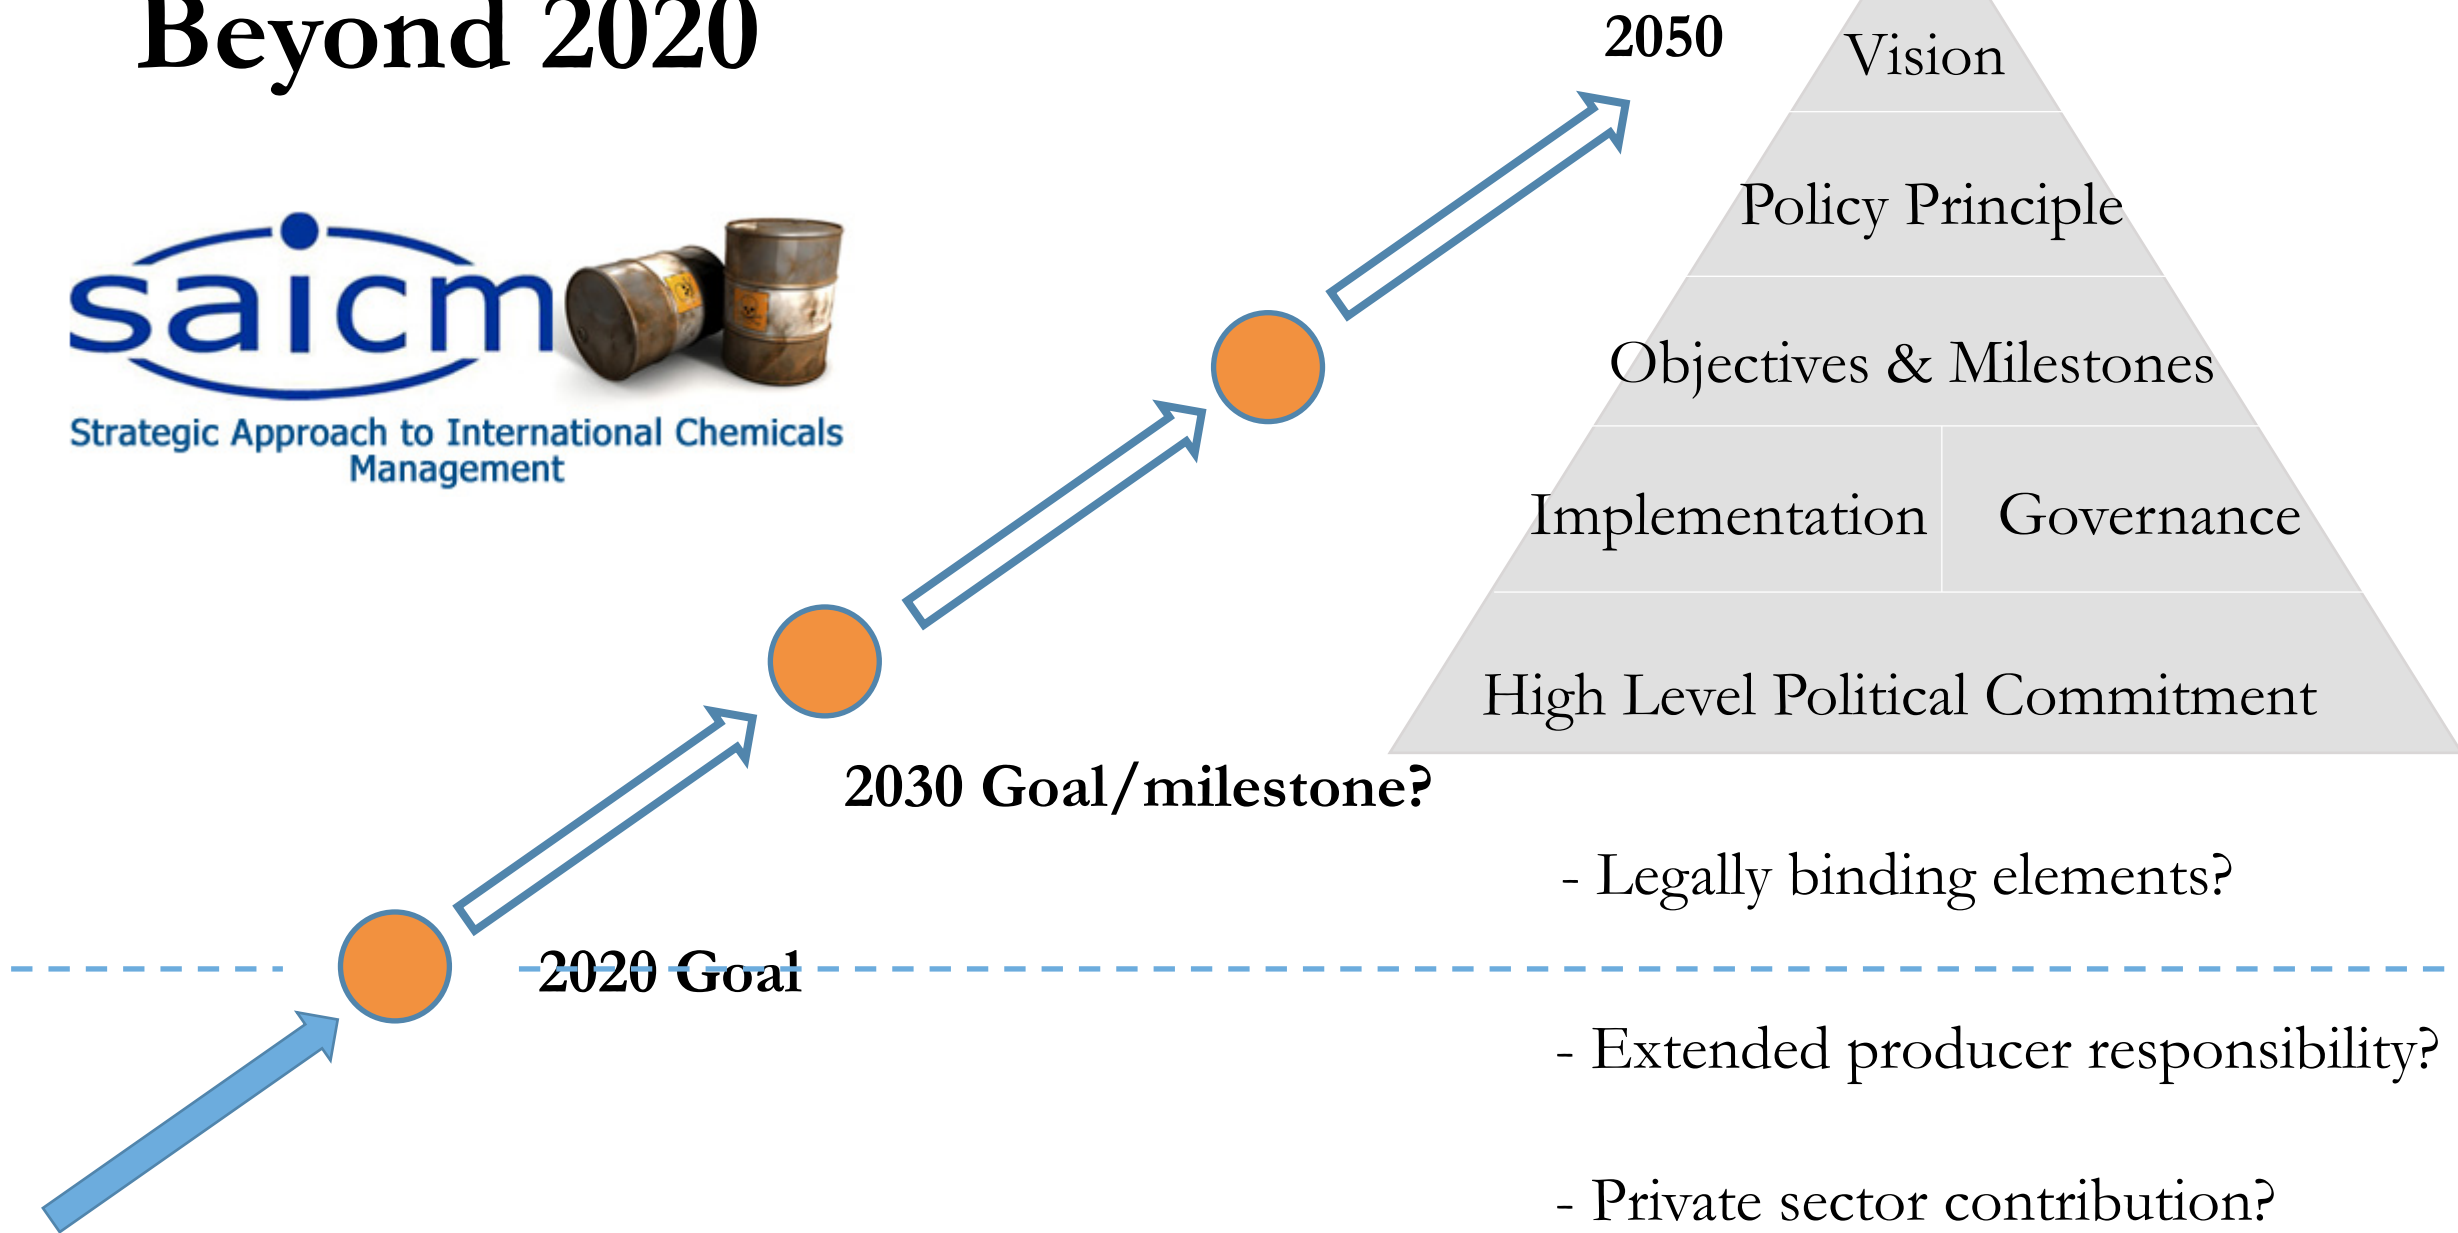 Beyond 2020
saicm
Strategic Approach to International Chemicals
Management
2050
Vision
Policy Principle
Objectives & Milestones
Implementation
Governance
High Level Political Commitment
2030 Goal/milestone?
2020 Goal
- Legally binding elements?
- Extended producer responsibility?
- Private sector contribution?